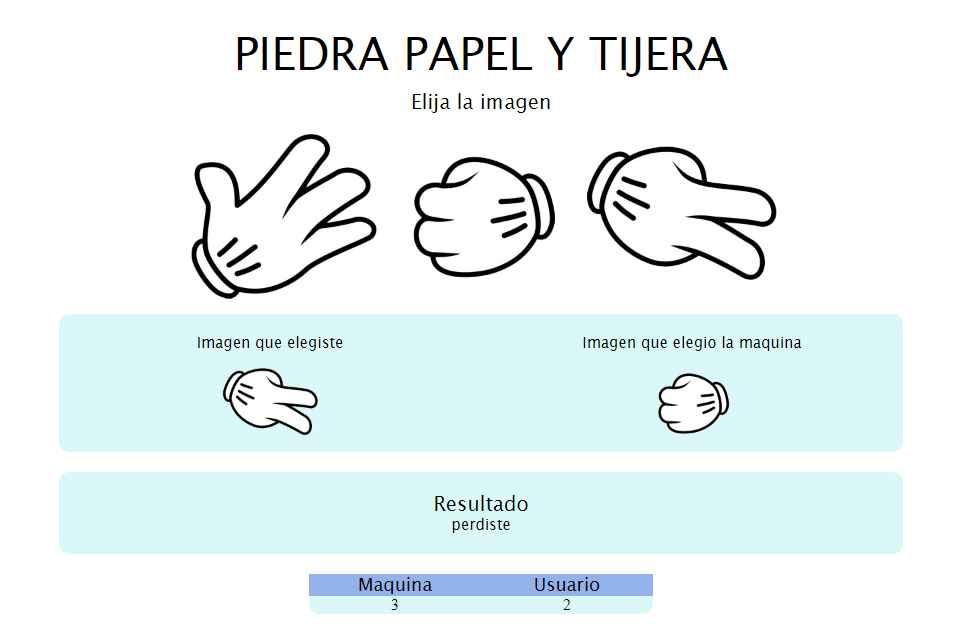 PIEDRA PAPEL Y TIJERA
Elija la imagen
Imagen que elegiste
Imagen que elegio la maquina
Resultado
perdiste
Maquina Usuario
3 2